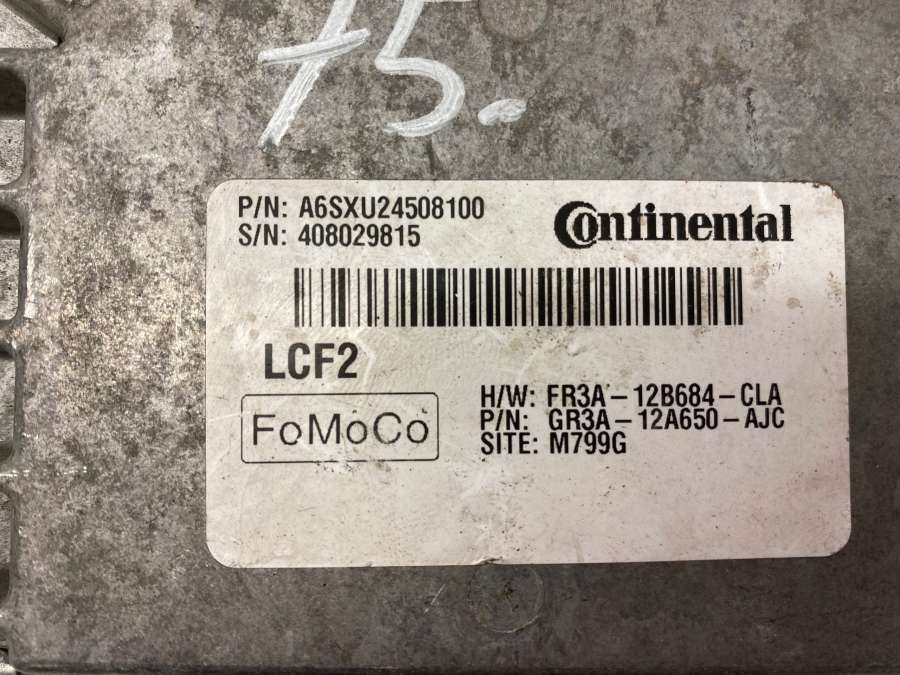 75.
P/N: A6SXU24508100
S/N: 408029815
Continental
LCF2
FoMoCo
H/W: FR3A-12B684-CLA
P/N: GR3A-12A650-AJC
SITE: M799G